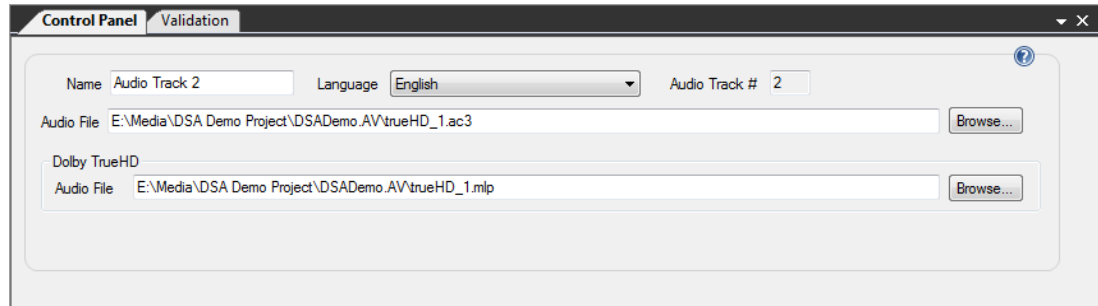 Control Panel Validation
Name Audio Track 2 Language English Audio Track # 2
Audio File E:\Media\DSA Demo Project\DSADemo.AV\trueHD_1.ac3 Browse...
Dolby TrueHD
Audio File E:\Media\DSA Demo Project\DSADemo.AV\trueHD_1.mlp Browse...